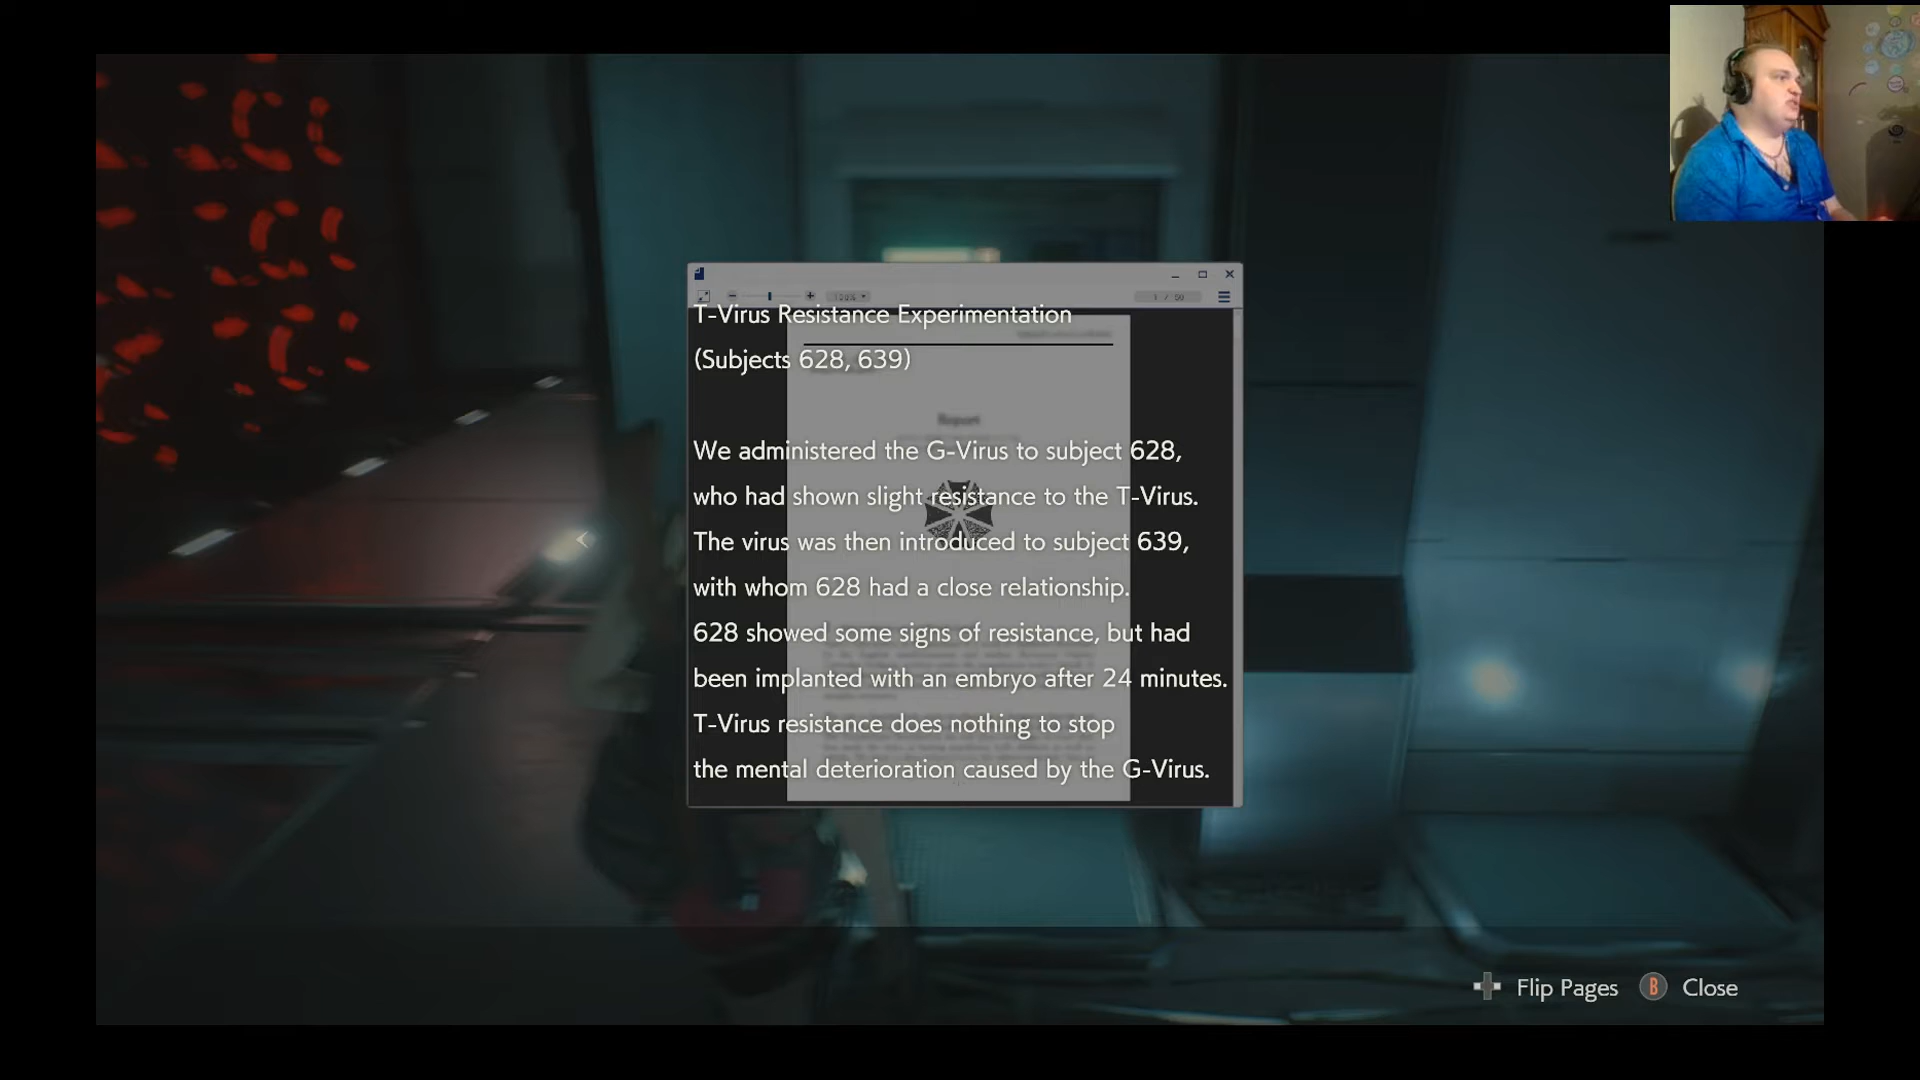 T-Virus Resistance Experimentation
(Subjects 628, 639)
Report
We administered the G-Virus to subject 628,
who had shown slight resistance to the T-Virus.
The virus was then introduced to subject 639,
with whom 628 had a close relationship.
628 showed some signs of resistance, but had
been implanted with an embryo after 24 minutes.
T-Virus resistance does nothing to stop
the mental deterioration caused by the G-Virus.
Flip Pages B Close